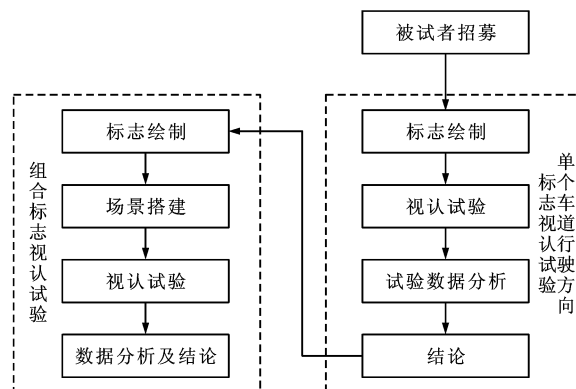 被试者招募
标志绘制
视认试验
试验数据分析
结论
单个车道行驶方向
标志视认试验
标志绘制
场景搭建
视认试验
数据分析及结论
组合标志视认试验